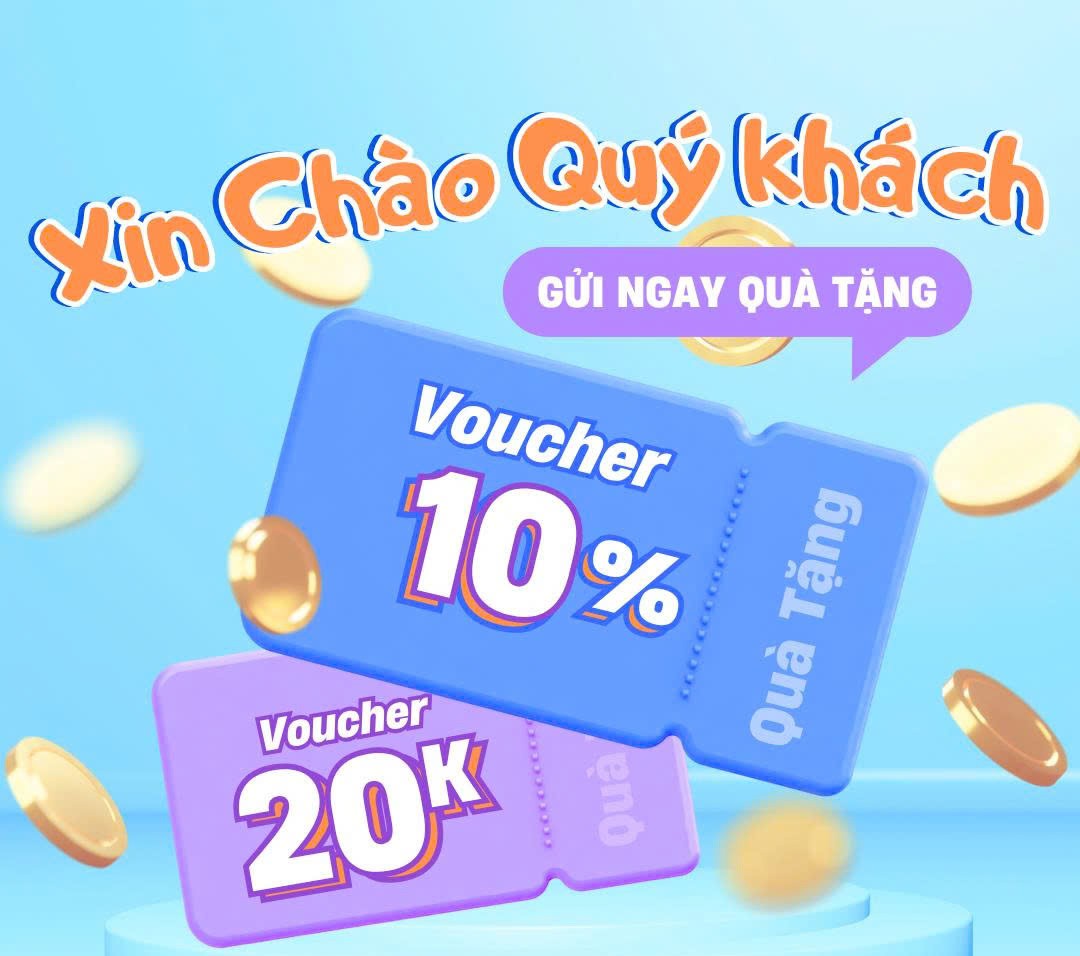 Xin Chào Quý khách
GỬI NGAY QUÀ TẶNG
Voucher
10%
Quà Tặng
Voucher
20K
Quà